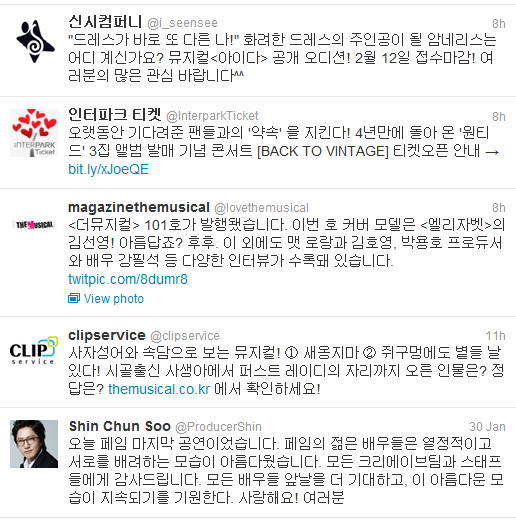 신시컴퍼니 @i_seensee 8h
"드레스가 바로 또 다른 나!" 화려한 드레스의 주인공이 될 암네리스는
어디 계신가요? 뮤지컬<아이다> 공개 오디션! 2월 12일 접수마감! 여
러분의 많은 관심 바랍니다^^
인터파크 티켓 @InterparkTicket 8h
오랫동안 기다려준 팬들과의 '약속' 을 지킨다! 4년만에 돌아 온 '원티
드' 3집 앨범 발매 기념 콘서트 [BACK TO VINTAGE] 티켓오픈 안내 →
bit.ly/xJoeQE
INTERPARK
Ticket
magazinethemusical @lovethemusical 8h
<더뮤지컬> 101호가 발행됐습니다. 이번 호 커버 모델은 <엘리자벳>의
김선영! 아름답죠? 후후. 이 외에도 맷 로랑과 김호영, 박용호 프로듀서
와 배우 강필석 등 다양한 인터뷰가 수록돼 있습니다.
twitpic.com/8dumr8
View photo
THE MUSICAL
clipservice @clipservice 11h
사자성어와 속담으로 보는 뮤지컬! ① 새옹지마 ② 쥐구멍에도 볕들 날
있다! 시골출신 사생아에서 퍼스트 레이디의 자리까지 오른 인물은? 정
답은? themusical.co.kr 에서 확인하세요!
CLIP
service
Shin Chun Soo @ProducerShin 30 Jan
오늘 페임 마지막 공연이었습니다. 페임의 젊은 배우들은 열정적이고
서로를 배려하는 모습이 아름다웠습니다. 모든 크리에이브팀과 스태프
들에게 감사드립니다. 모든 배우들 앞날을 더 기대하고, 이 아름다운 모
습이 지속되기를 기원한다. 사랑해요! 여러분